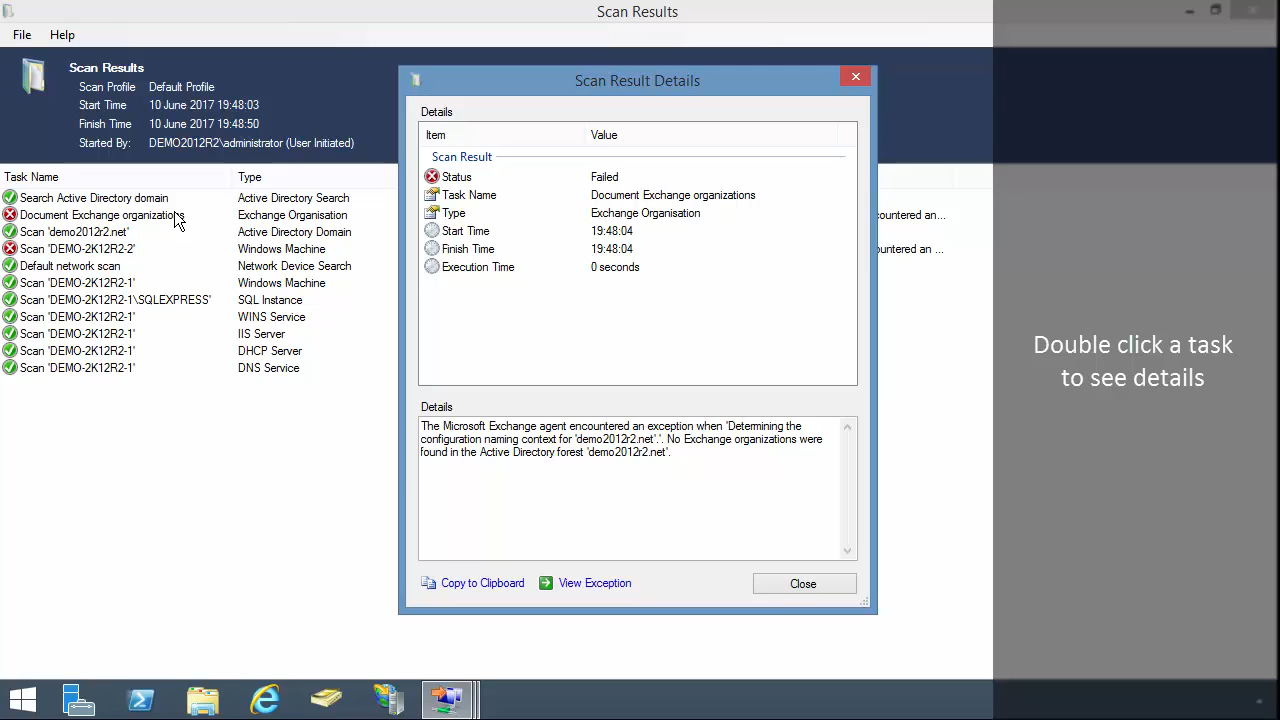 Scan Results
File Help
Scan Results
Scan Profile Default Profile
Start Time 10 June 2017 19:48:03
Finish Time 10 June 2017 19:48:50
Started By: DEMO2012R2\administrator (User Initiated)
Task Name Type
Search Active Directory domain Active Directory Search
Document Exchange organizations Exchange Organisation countered an...
Scan 'demo2012r2.net' Active Directory Domain
Scan 'DEMO-2K12R2-2' Windows Machine countered an ...
Default network scan Network Device Search
Scan 'DEMO-2K12R2-1' Windows Machine
Scan 'DEMO-2K12R2-1\SQLEXPRESS' SQL Instance
Scan 'DEMO-2K12R2-1' WINS Service
Scan 'DEMO-2K12R2-1' IIS Server
Scan 'DEMO-2K12R2-1' DHCP Server
Scan 'DEMO-2K12R2-1' DNS Service
Scan Result Details
Details
Item Value
Scan Result
Status Failed
Task Name Document Exchange organizations
Type Exchange Organisation
Start Time 19:48:04
Finish Time 19:48:04
Execution Time 0 seconds
Details
The Microsoft Exchange agent encountered an exception when 'Determining the
configuration naming context for 'demo2012r2.net'.'. No Exchange organizations were
found in the Active Directory forest 'demo2012r2.net'.
Copy to Clipboard View Exception Close
Double click a task
to see details